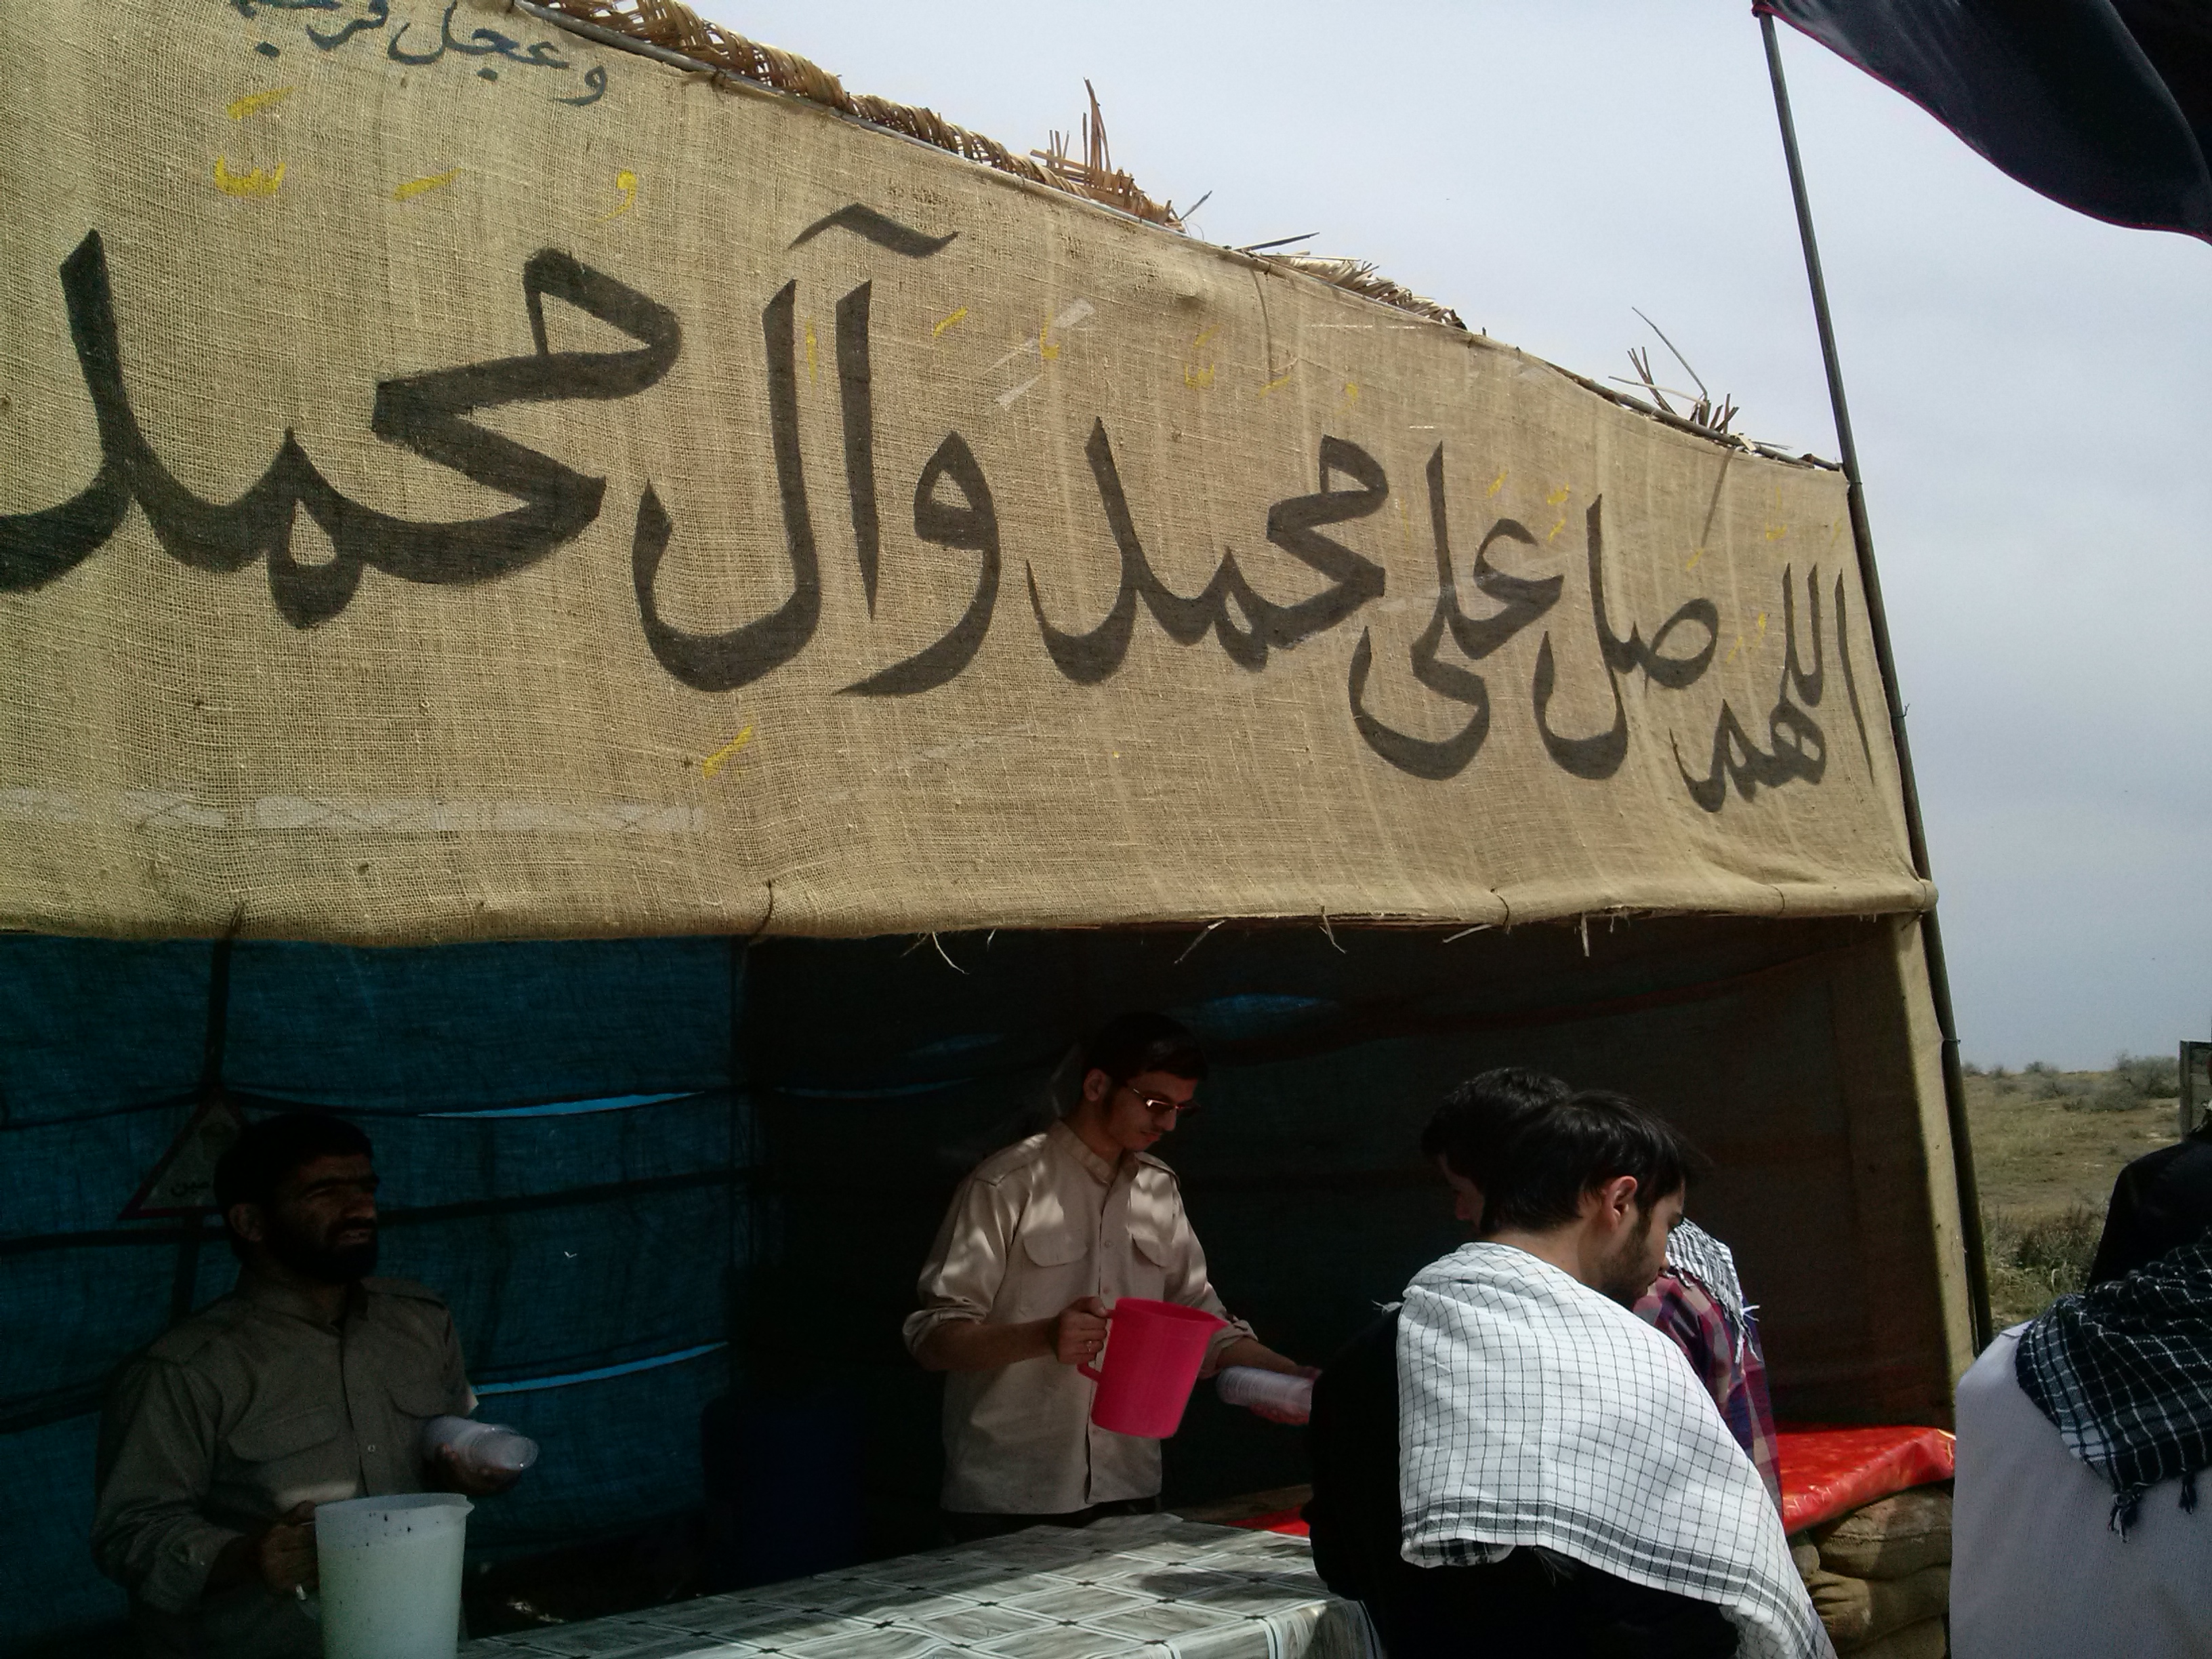 وعجل فرجهم
اللهم صل علی محمد وآل محمد